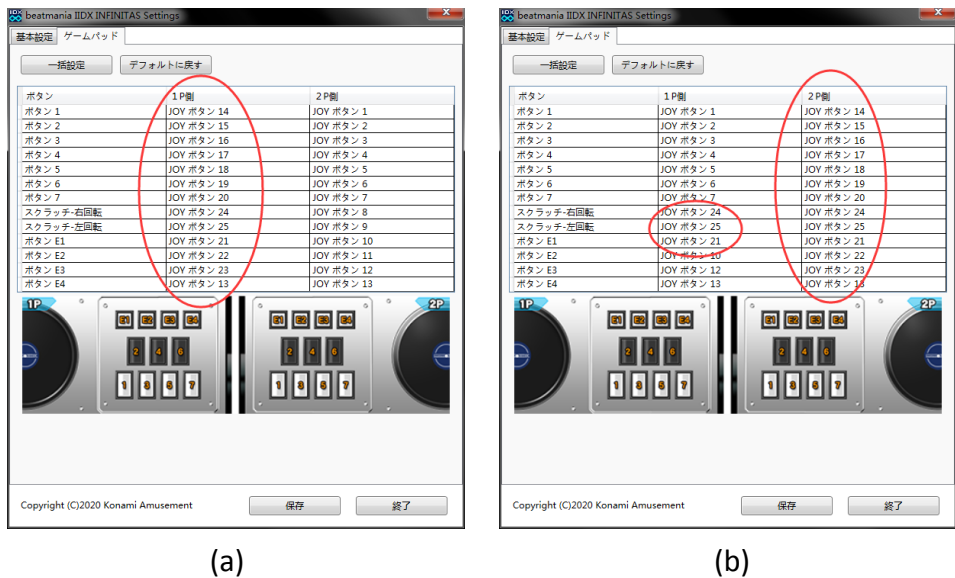 beatmania IIDX INFINITAS Settings
基本設定 ゲームパッド
一括設定 デフォルトに戻す
ボタン 1P側 2P側
ボタン 1 JOY ボタン 14 JOY ボタン 1
ボタン 2 JOY ボタン 15 JOY ボタン 2
ボタン 3 JOY ボタン 16 JOY ボタン 3
ボタン 4 JOY ボタン 17 JOY ボタン 4
ボタン 5 JOY ボタン 18 JOY ボタン 5
ボタン 6 JOY ボタン 19 JOY ボタン 6
ボタン 7 JOY ボタン 20 JOY ボタン 7
スクラッチ-右回転 JOY ボタン 24 JOY ボタン 8
スクラッチ-左回転 JOY ボタン 25 JOY ボタン 9
ボタン E1 JOY ボタン 21 JOY ボタン 10
ボタン E2 JOY ボタン 22 JOY ボタン 11
ボタン E3 JOY ボタン 23 JOY ボタン 12
ボタン E4 JOY ボタン 13 JOY ボタン 13
1P 2P
E1 E2 E3 E4 E1 E2 E3 E4
2 4 6 2 4 6
1 3 5 7 1 3 5 7
Copyright (C)2020 Konami Amusement 保存 終了
(a)
beatmania IIDX INFINITAS Settings
基本設定 ゲームパッド
一括設定 デフォルトに戻す
ボタン 1P側 2P側
ボタン 1 JOY ボタン 1 JOY ボタン 14
ボタン 2 JOY ボタン 2 JOY ボタン 15
ボタン 3 JOY ボタン 3 JOY ボタン 16
ボタン 4 JOY ボタン 4 JOY ボタン 17
ボタン 5 JOY ボタン 5 JOY ボタン 18
ボタン 6 JOY ボタン 6 JOY ボタン 19
ボタン 7 JOY ボタン 7 JOY ボタン 20
スクラッチ-右回転 JOY ボタン 24 JOY ボタン 24
スクラッチ-左回転 JOY ボタン 25 JOY ボタン 25
ボタン E1 JOY ボタン 21 JOY ボタン 21
ボタン E2 JOY ボタン 10 JOY ボタン 22
ボタン E3 JOY ボタン 12 JOY ボタン 23
ボタン E4 JOY ボタン 13 JOY ボタン 13
1P 2P
E1 E2 E3 E4 E1 E2 E3 E4
2 4 6 2 4 6
1 3 5 7 1 3 5 7
Copyright (C)2020 Konami Amusement 保存 終了
(b)